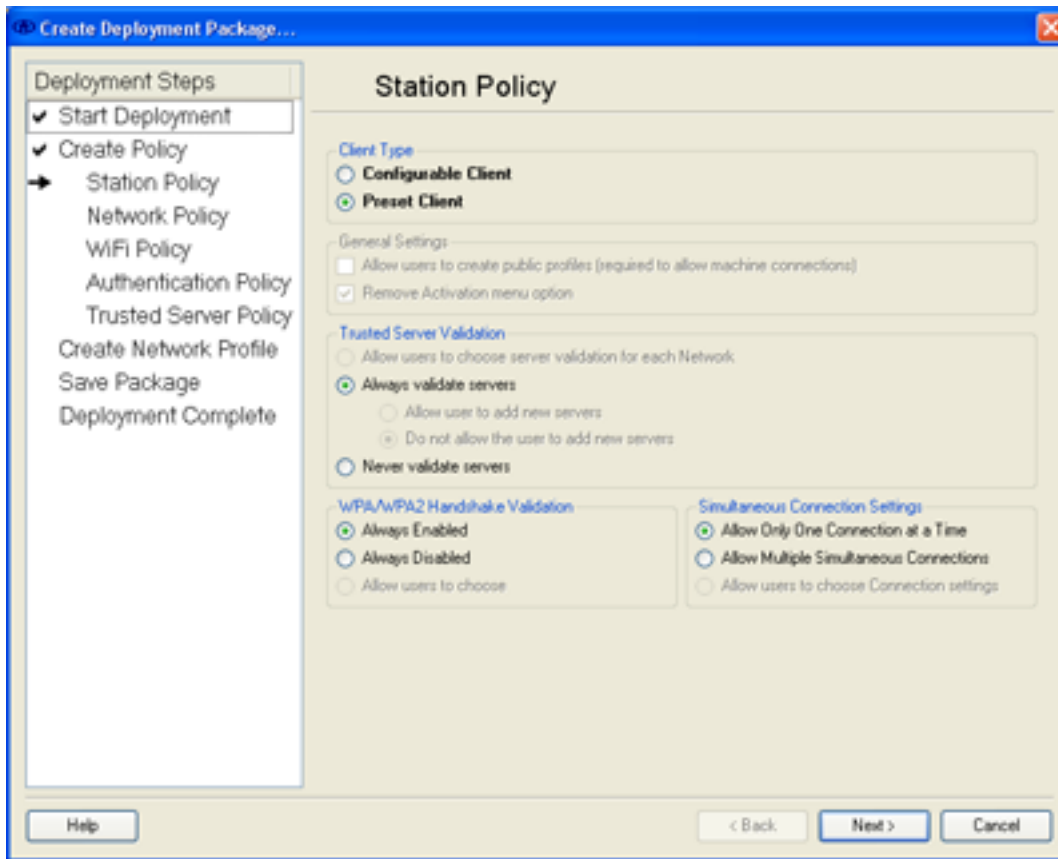 Create Deployment Package...
Deployment Steps
Start Deployment
Create Policy
Station Policy
Network Policy
WiFi Policy
Authentication Policy
Trusted Server Policy
Create Network Profile
Save Package
Deployment Complete
Station Policy
Client Type
Configurable Client
Preset Client
General Settings
Allow users to create public profiles (required to allow machine connections)
Remove Activation menu option
Trusted Server Validation
Allow users to choose server validation for each Network
Always validate servers
Allow user to add new servers
Do not allow the user to add new servers
Never validate servers
WPA/WPA2 Handshake Validation
Always Enabled
Always Disabled
Allow users to choose
Simultaneous Connection Settings
Allow Only One Connection at a Time
Allow Multiple Simultaneous Connections
Allow users to choose Connection settings
Help
< Back
Next >
Cancel